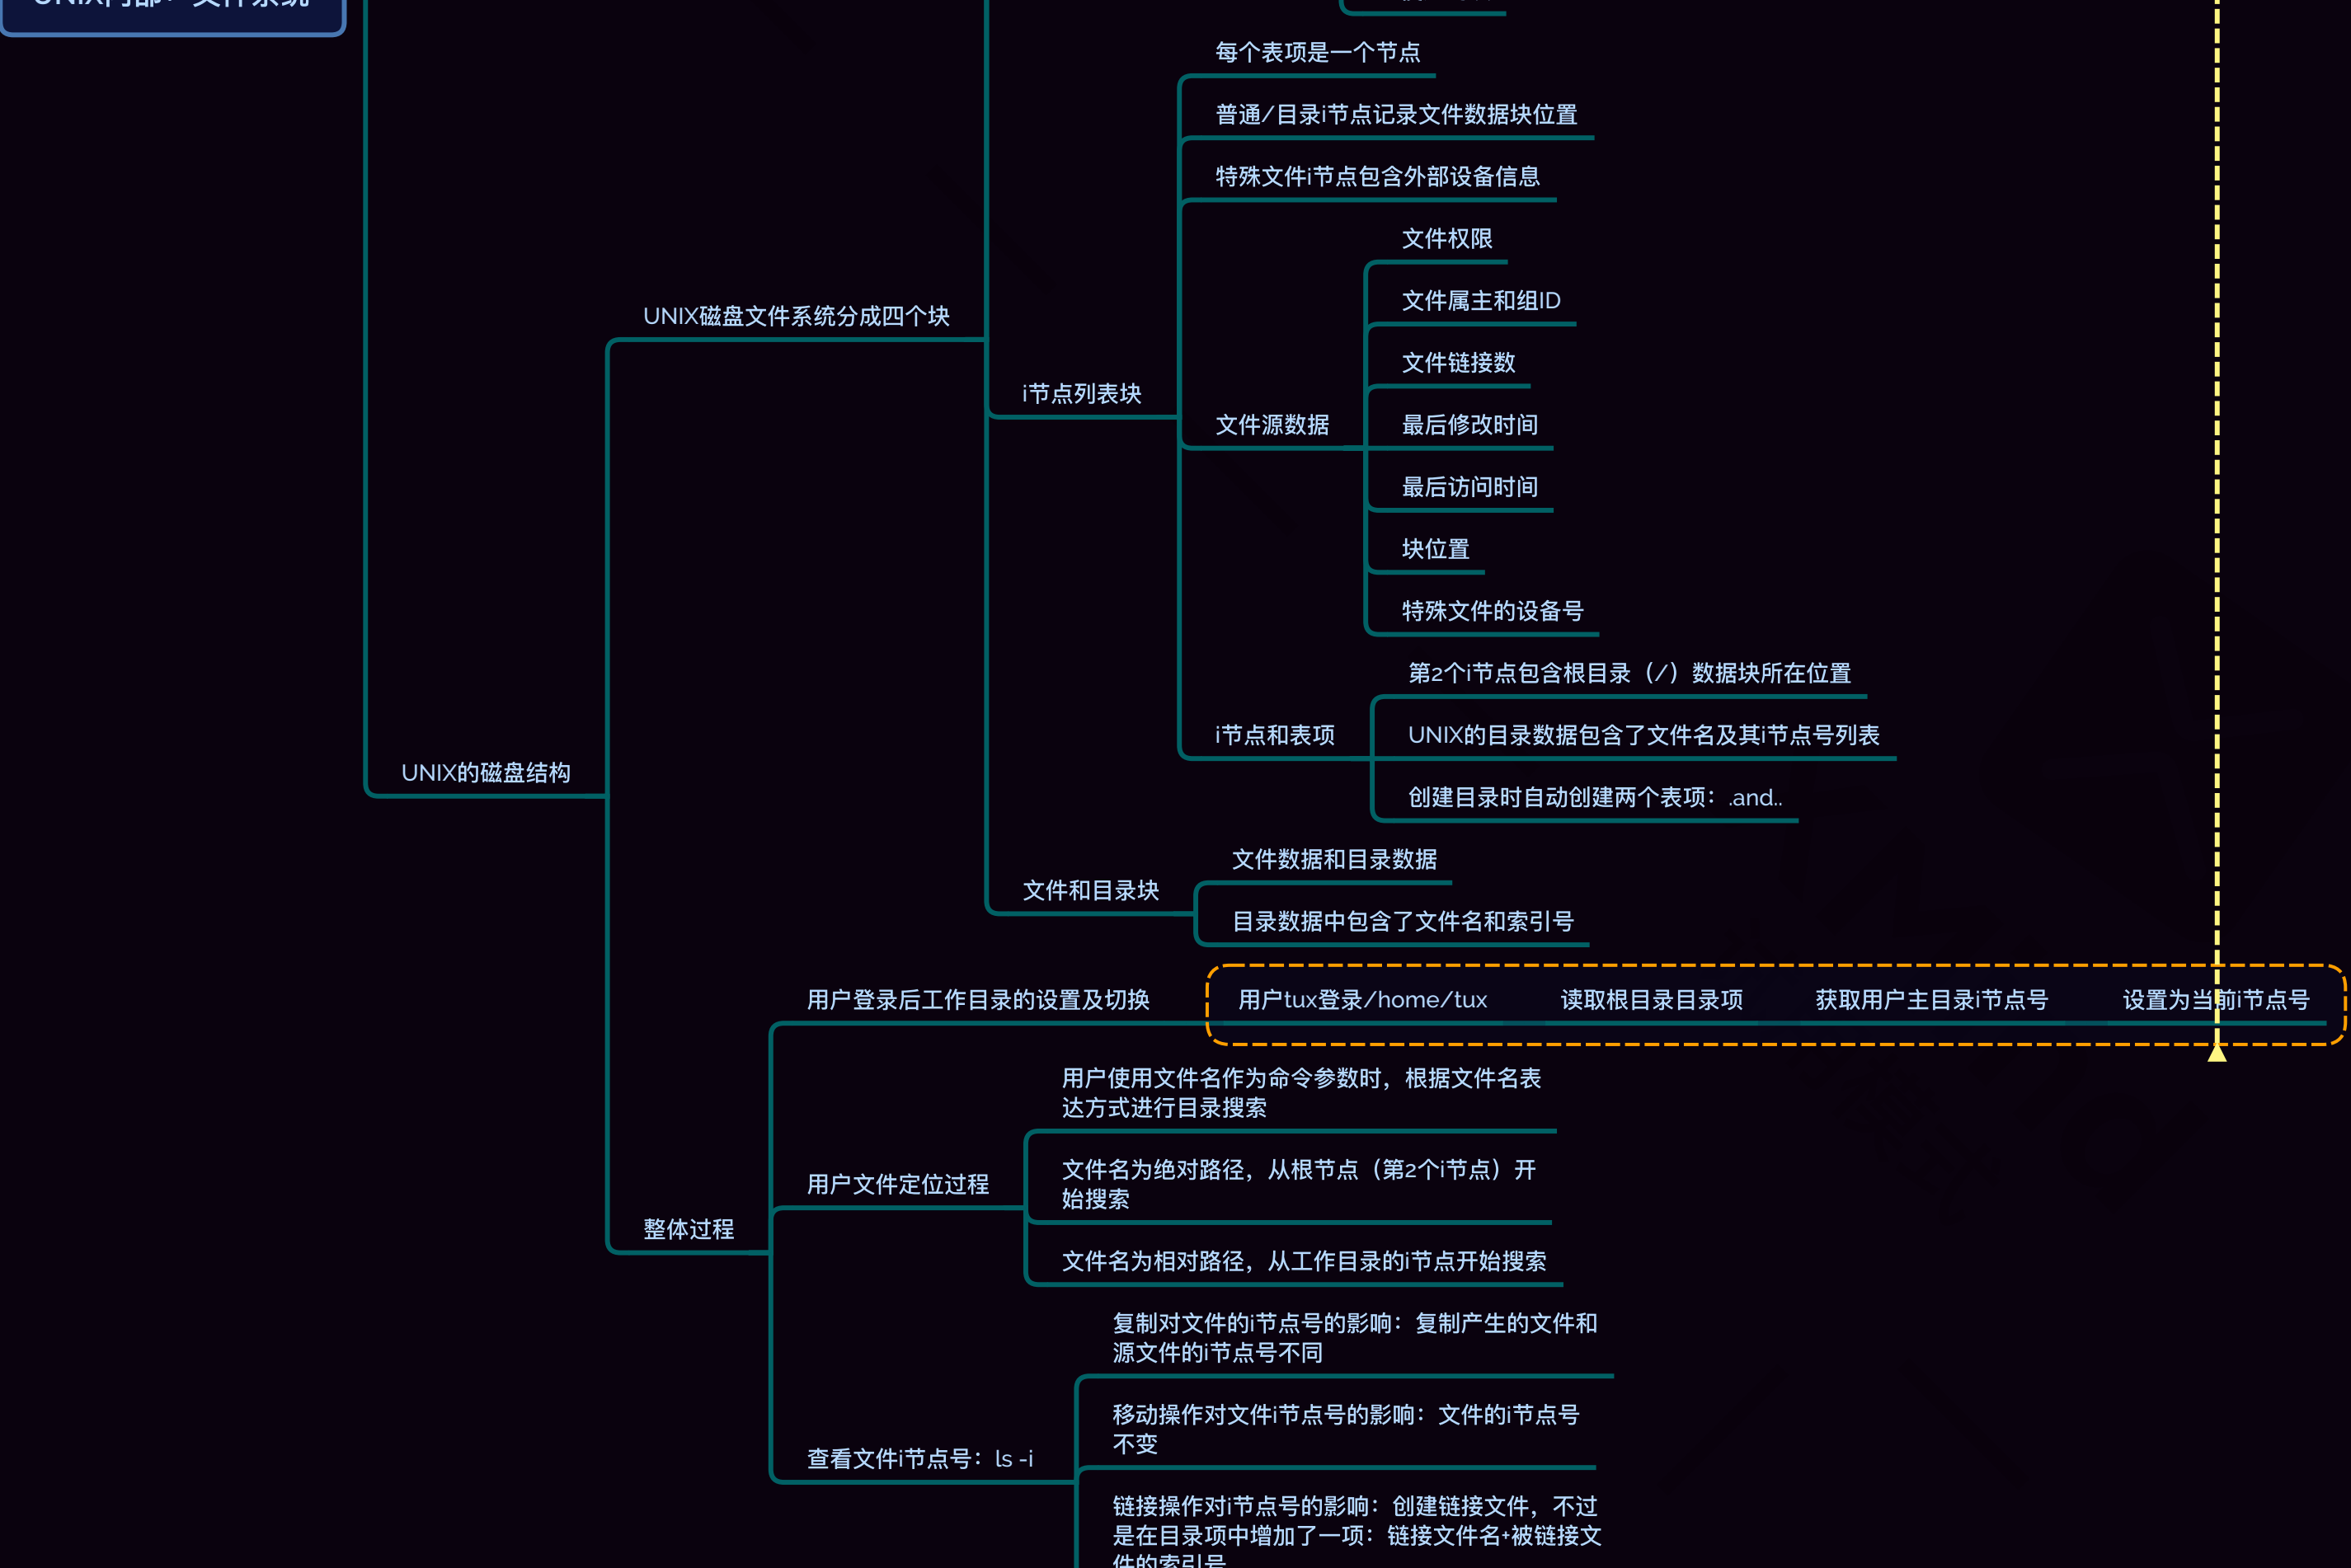 UNIX内部：文件系统
每个表项是一个节点
普通/目录i节点记录文件数据块位置
特殊文件i节点包含外部设备信息
文件权限
文件属主和组ID
UNIX磁盘文件系统分成四个块
文件链接数
i节点列表块
文件源数据
最后修改时间
最后访问时间
块位置
特殊文件的设备号
第2个i节点包含根目录（/）数据块所在位置
i节点和表项
UNIX的目录数据包含了文件名及其i节点号列表
UNIX的磁盘结构
创建目录时自动创建两个表项：.and..
文件数据和目录数据
文件和目录块
目录数据中包含了文件名和索引号
用户登录后工作目录的设置及切换
用户tux登录/home/tux
读取根目录目录项
获取用户主目录i节点号
设置为当前i节点号
用户使用文件名作为命令参数时，根据文件名表
达方式进行目录搜索
用户文件定位过程
文件名为绝对路径，从根节点（第2个i节点）开
始搜索
整体过程
文件名为相对路径，从工作目录的i节点开始搜索
复制对文件的i节点号的影响：复制产生的文件和
源文件的i节点号不同
移动操作对文件i节点号的影响：文件的i节点号
不变
查看文件i节点号：ls -i
链接操作对i节点号的影响：创建链接文件，不过
是在目录项中增加了一项：链接文件名+被链接文
件的索引号